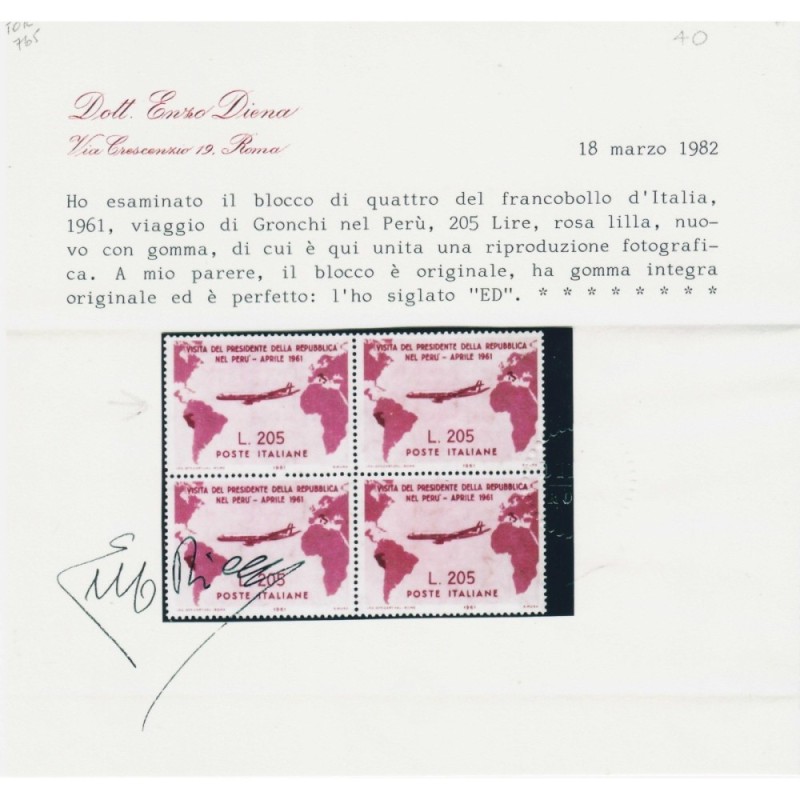 TOR
765
40
Dott. Enzo Diena
Via Crescenzio 19, Roma
18 marzo 1982
Ho esaminato il blocco di quattro del francobollo d'Italia,
1961, viaggio di Gronchi nel Perù, 205 Lire, rosa lilla, nuo-
vo con gomma, di cui è qui unita una riproduzione fotografi-
ca. A mio parere, il blocco è originale, ha gomma integra
originale ed è perfetto: l'ho siglato "ED". * * * * * * * *
VISITA DEL PRESIDENTE DELLA REPUBBLICA
NEL PERU' - APRILE 1961
L. 205
POSTE ITALIANE
1961
VISITA DEL PRESIDENTE DELLA REPUBBLICA
NEL PERU' - APRILE 1961
L. 205
POSTE ITALIANE
1961
VISITA DEL PRESIDENTE DELLA REPUBBLICA
NEL PERU' - APRILE 1961
L. 205
POSTE ITALIANE
1961
VISITA DEL PRESIDENTE DELLA REPUBBLICA
NEL PERU' - APRILE 1961
L. 205
POSTE ITALIANE
1961
Enzo Diena